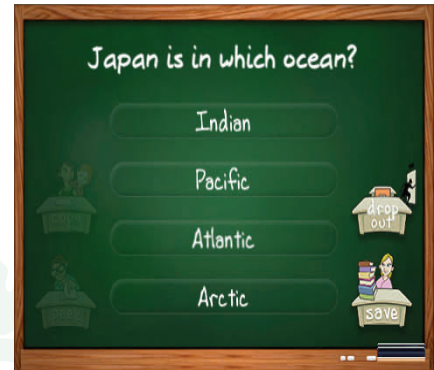 Japan is in which ocean?
Indian
Pacific
Atlantic
Arctic
drop
out
save